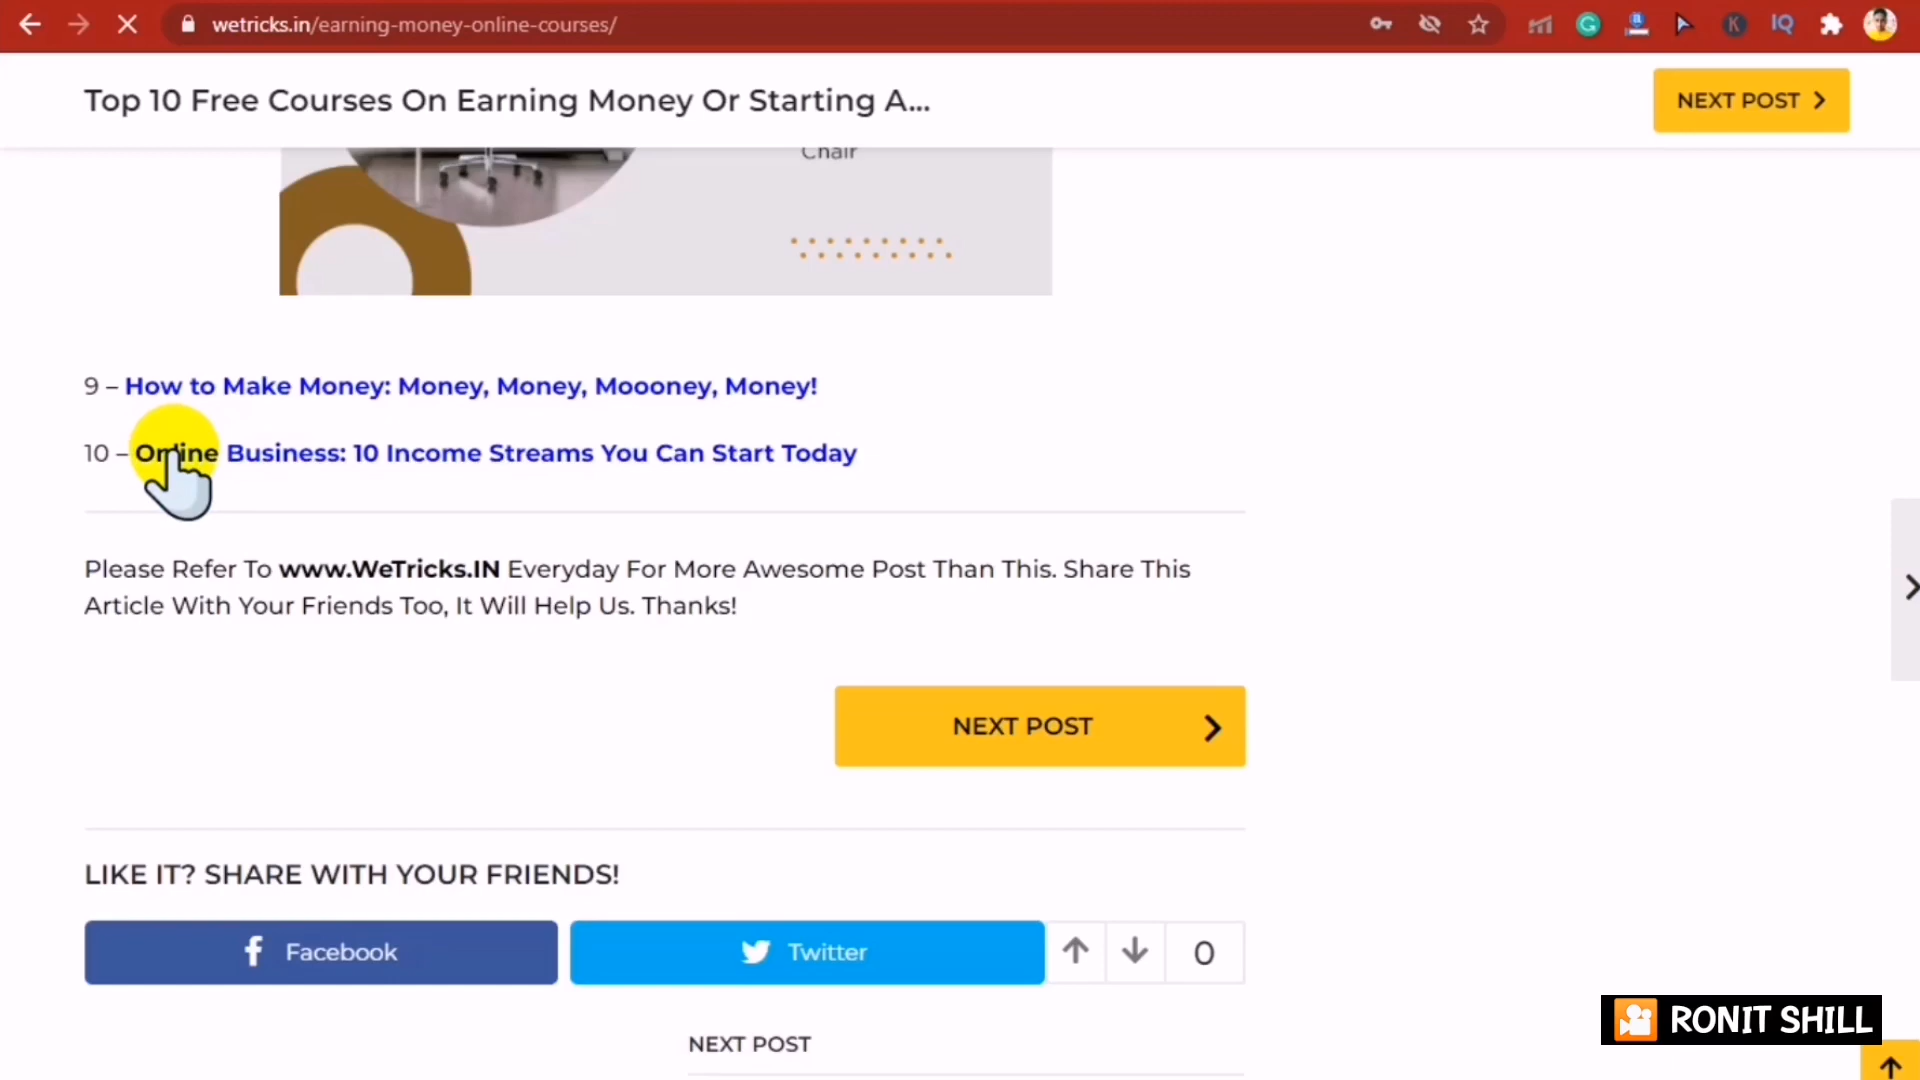 wetricks.in/earning-money-online-courses/
Top 10 Free Courses On Earning Money Or Starting A...
NEXT POST
Chair
9 – How to Make Money: Money, Money, Moooney, Money!
10 – Online Business: 10 Income Streams You Can Start Today
Please Refer To www.WeTricks.IN Everyday For More Awesome Post Than This. Share This
Article With Your Friends Too, It Will Help Us. Thanks!
NEXT POST
LIKE IT? SHARE WITH YOUR FRIENDS!
Facebook
Twitter
0
RONIT SHILL
NEXT POST